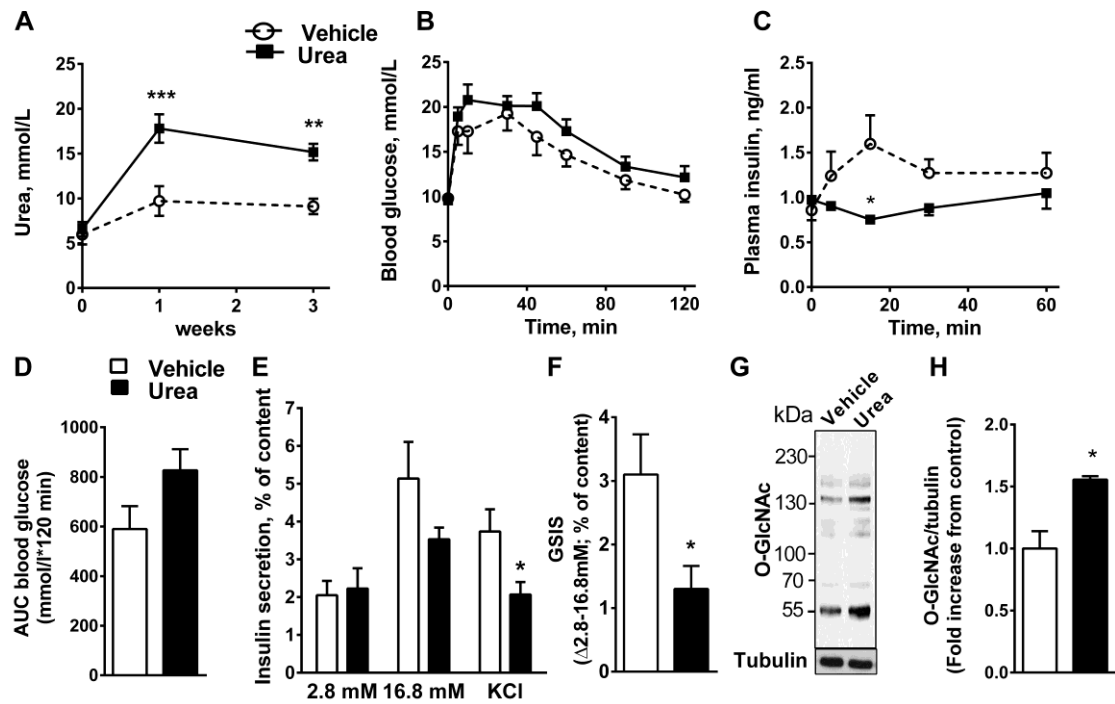 A
Vehicle
Urea
Urea, mmol/L
25
20
15
10
5
0
***
**
0 1 2 3
weeks
B
Blood glucose, mmol/L
25
20
15
10
5
0
0 40 80 120
Time, min
C
Plasma insulin, ng/ml
2.5
2.0
1.5
1.0
0.5
0.0
*
0 20 40 60
Time, min
D
Vehicle
Urea
AUC blood glucose
(mmol/l*120 min)
1000
800
600
400
200
0
E
Insulin secretion, % of content
7
6
5
4
3
2
1
0
*
2.8 mM 16.8 mM KCl
F
GSIS
(Δ2.8-16.8mM; % of content)
4
3
2
1
0
*
G
Vehicle
Urea
kDa
O-GlcNAc
230
130
100
70
55
Tubulin
H
O-GlcNAc/tubulin
(Fold increase from control)
2.0
1.5
1.0
0.5
0.0
*